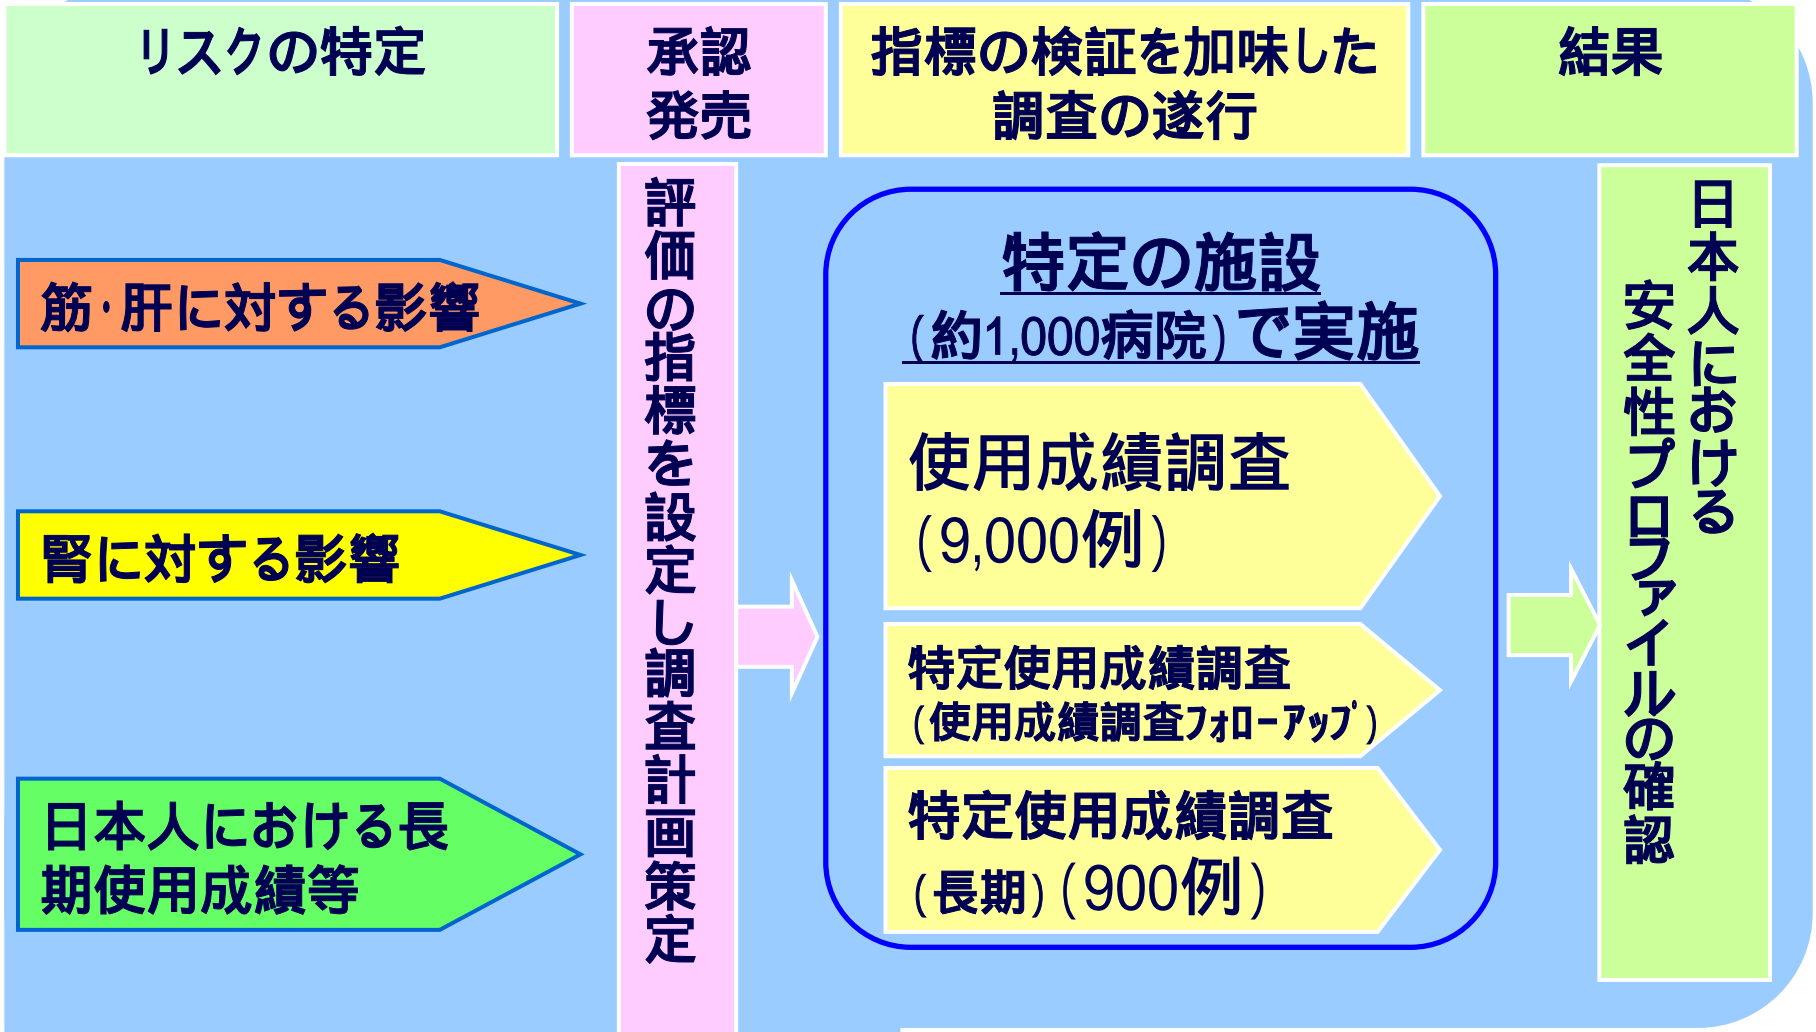 リスクの特定
承認
発売
指標の検証を加味した
調査の遂行
結果
筋・肝に対する影響
腎に対する影響
日本人における長
期使用成績等
評価の指標を設定し調査計画策定
特定の施設
(約1,000病院)で実施
使用成績調査
(9,000例)
特定使用成績調査
(使用成績調査ﾌｫﾛｰｱｯﾌﾟ)
特定使用成績調査
(長期)(900例)
日本人における
安全性プロファイルの確認